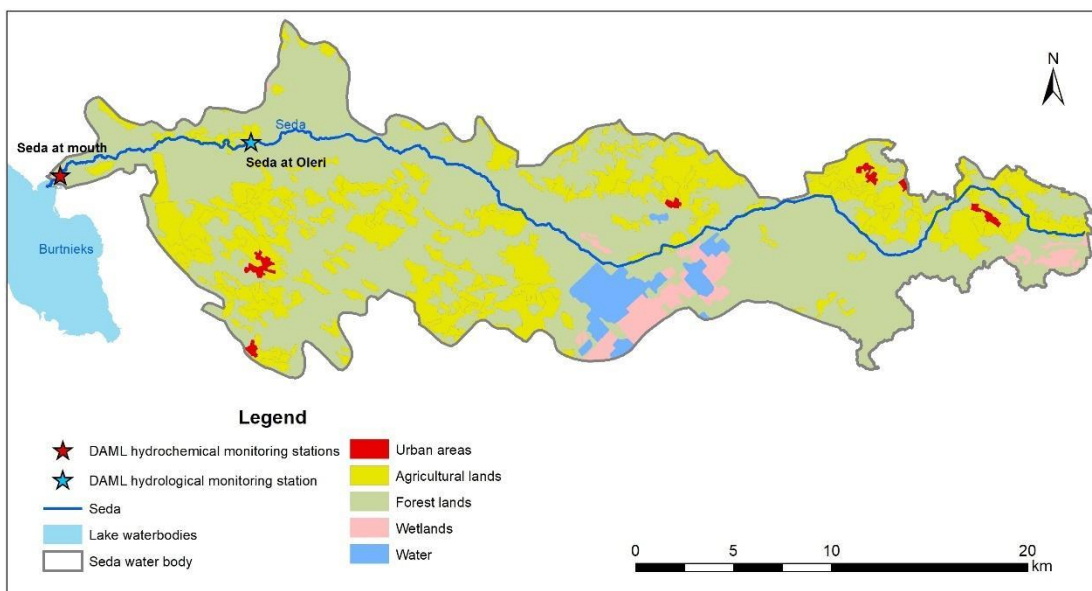 N
Seda
Seda at mouth
Seda at Oleri
Burtnieks
Legend
DAML hydrochemical monitoring stations
DAML hydrological monitoring station
Seda
Lake waterbodies
Seda water body
Urban areas
Agricultural lands
Forest lands
Wetlands
Water
0 5 10 20
km